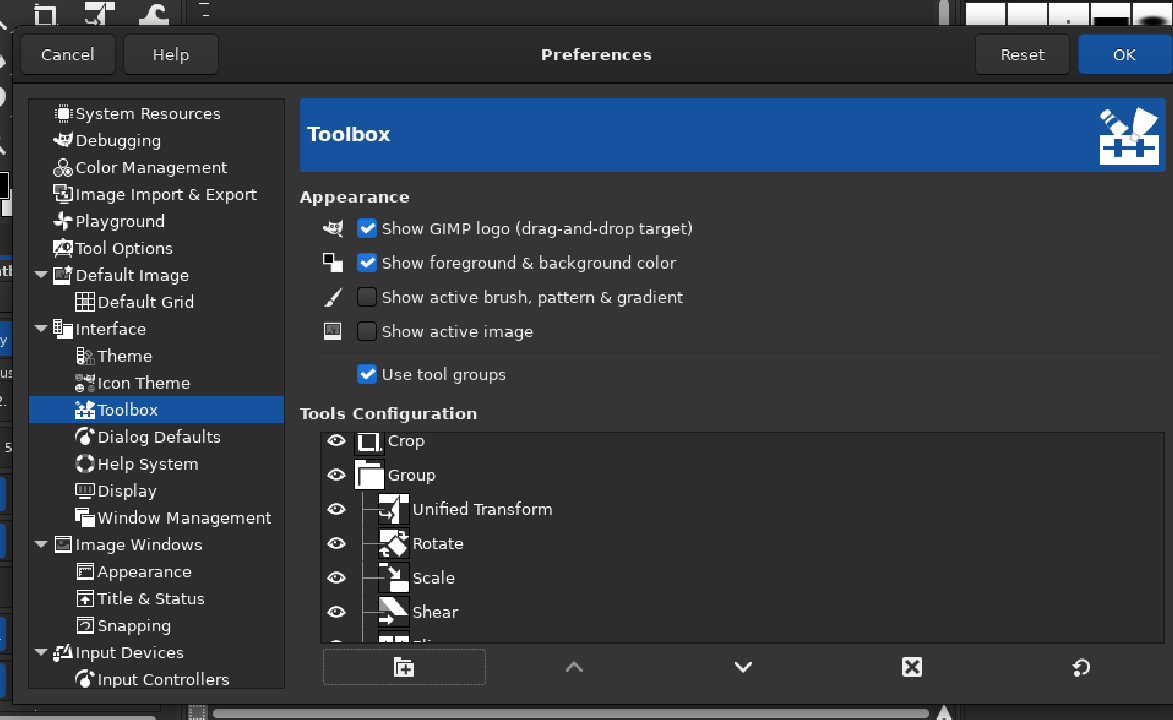 Cancel
Help
Preferences
Reset
OK
System Resources
Debugging
Color Management
Image Import & Export
Playground
Tool Options
Default Image
Default Grid
Interface
Theme
Icon Theme
Toolbox
Dialog Defaults
Help System
Display
Window Management
Image Windows
Appearance
Title & Status
Snapping
Input Devices
Input Controllers
Toolbox
Appearance
Show GIMP logo (drag-and-drop target)
Show foreground & background color
Show active brush, pattern & gradient
Show active image
Use tool groups
Tools Configuration
Crop
Group
Unified Transform
Rotate
Scale
Shear